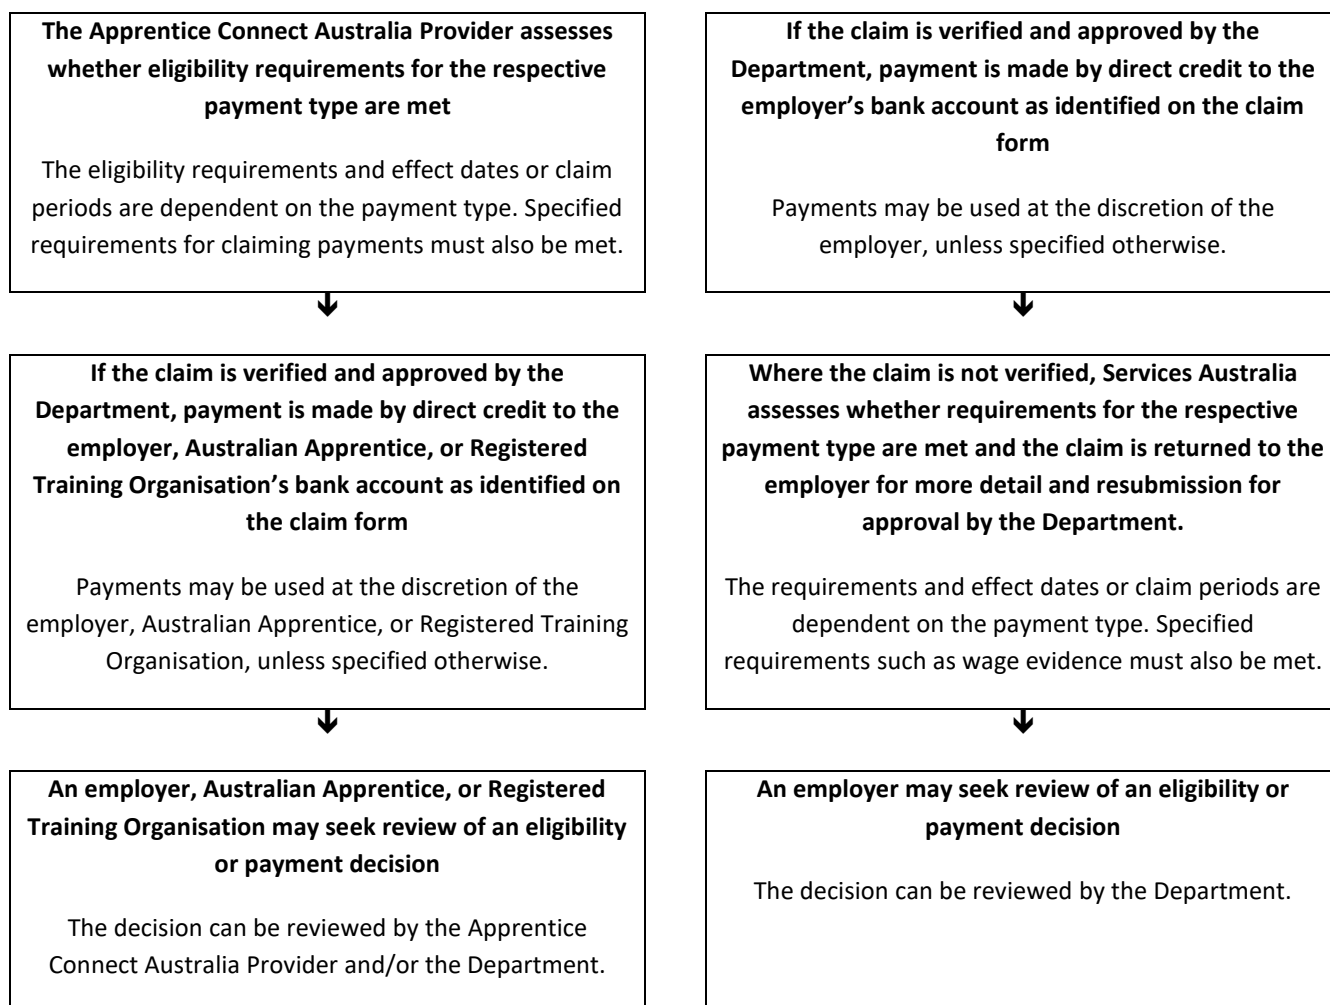 The Apprentice Connect Australia Provider assesses
whether eligibility requirements for the respective
payment type are met
The eligibility requirements and effect dates or claim
periods are dependent on the payment type. Specified
requirements for claiming payments must also be met.
If the claim is verified and approved by the
Department, payment is made by direct credit to the
employer, Australian Apprentice, or Registered
Training Organisation’s bank account as identified on
the claim form
Payments may be used at the discretion of the
employer, Australian Apprentice, or Registered Training
Organisation, unless specified otherwise.
An employer, Australian Apprentice, or Registered
Training Organisation may seek review of an eligibility
or payment decision
The decision can be reviewed by the Apprentice
Connect Australia Provider and/or the Department.
If the claim is verified and approved by the
Department, payment is made by direct credit to the
employer’s bank account as identified on the claim
form
Payments may be used at the discretion of the
employer, unless specified otherwise.
Where the claim is not verified, Services Australia
assesses whether requirements for the respective
payment type are met and the claim is returned to the
employer for more detail and resubmission for
approval by the Department.
The requirements and effect dates or claim periods are
dependent on the payment type. Specified
requirements such as wage evidence must also be met.
An employer may seek review of an eligibility or
payment decision
The decision can be reviewed by the Department.